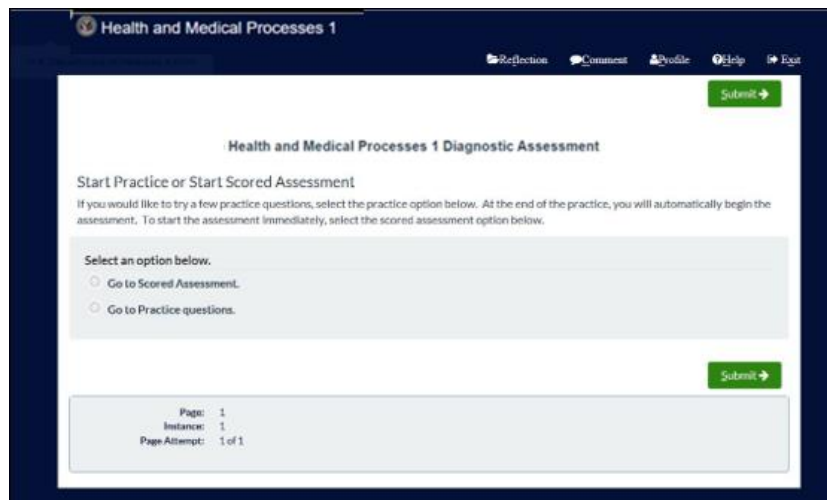 Health and Medical Processes 1
Reflection Comment Profile Help Exit
Submit
Health and Medical Processes 1 Diagnostic Assessment
Start Practice or Start Scored Assessment
If you would like to try a few practice questions, select the practice option below. At the end of the practice, you will automatically begin the
assessment. To start the assessment immediately, select the scored assessment option below.
Select an option below.
Go to Scored Assessment.
Go to Practice questions.
Submit
Page: 1
Instance: 1
Page Attempt: 1 of 1